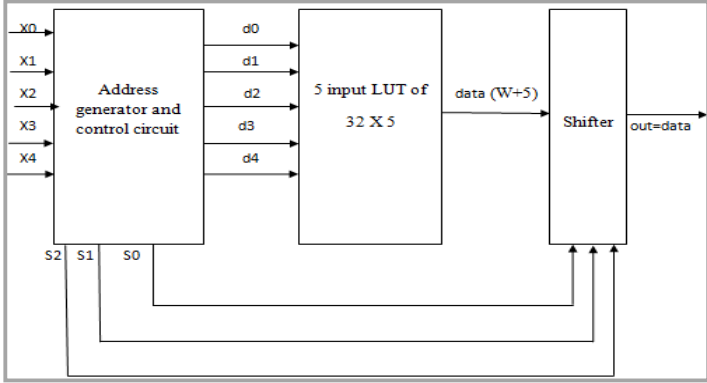 X0
X1
X2
X3
X4
Address
generator and
control circuit
d0
d1
d2
d3
d4
5 input LUT of
32 X 5
data (W+5)
Shifter
out=data
S2 S1 S0